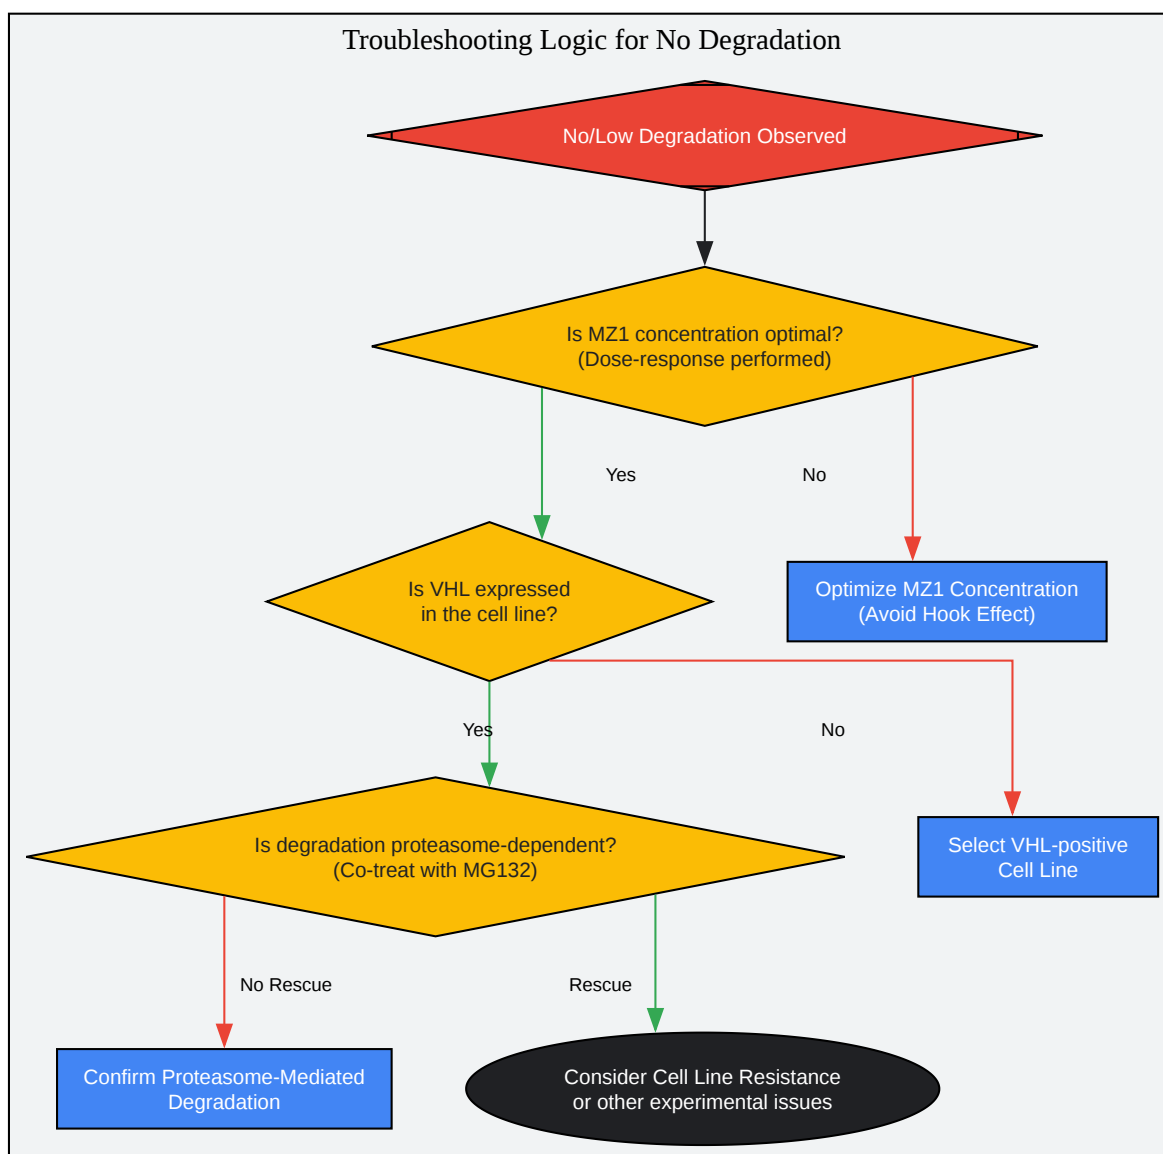 Troubleshooting Logic for No Degradation
No/Low Degradation Observed
Is MZ1 concentration optimal?
(Dose-response performed)
Yes
No
Is VHL expressed
in the cell line?
Optimize MZ1 Concentration
(Avoid Hook Effect)
Yes
No
Is degradation proteasome-dependent?
(Co-treat with MG132)
Select VHL-positive
Cell Line
No Rescue
Rescue
Confirm Proteasome-Mediated
Degradation
Consider Cell Line Resistance
or other experimental issues